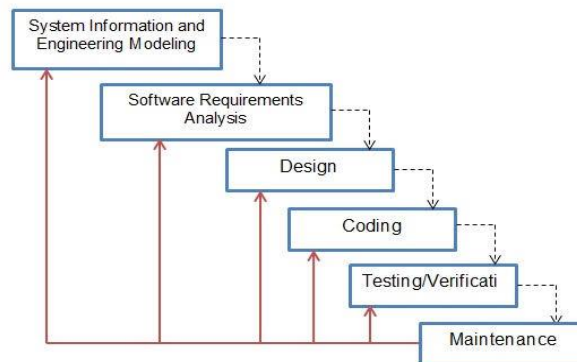 System Information and
Engineering Modeling
Software Requirements
Analysis
Design
Coding
Testing/Verificati
Maintenance